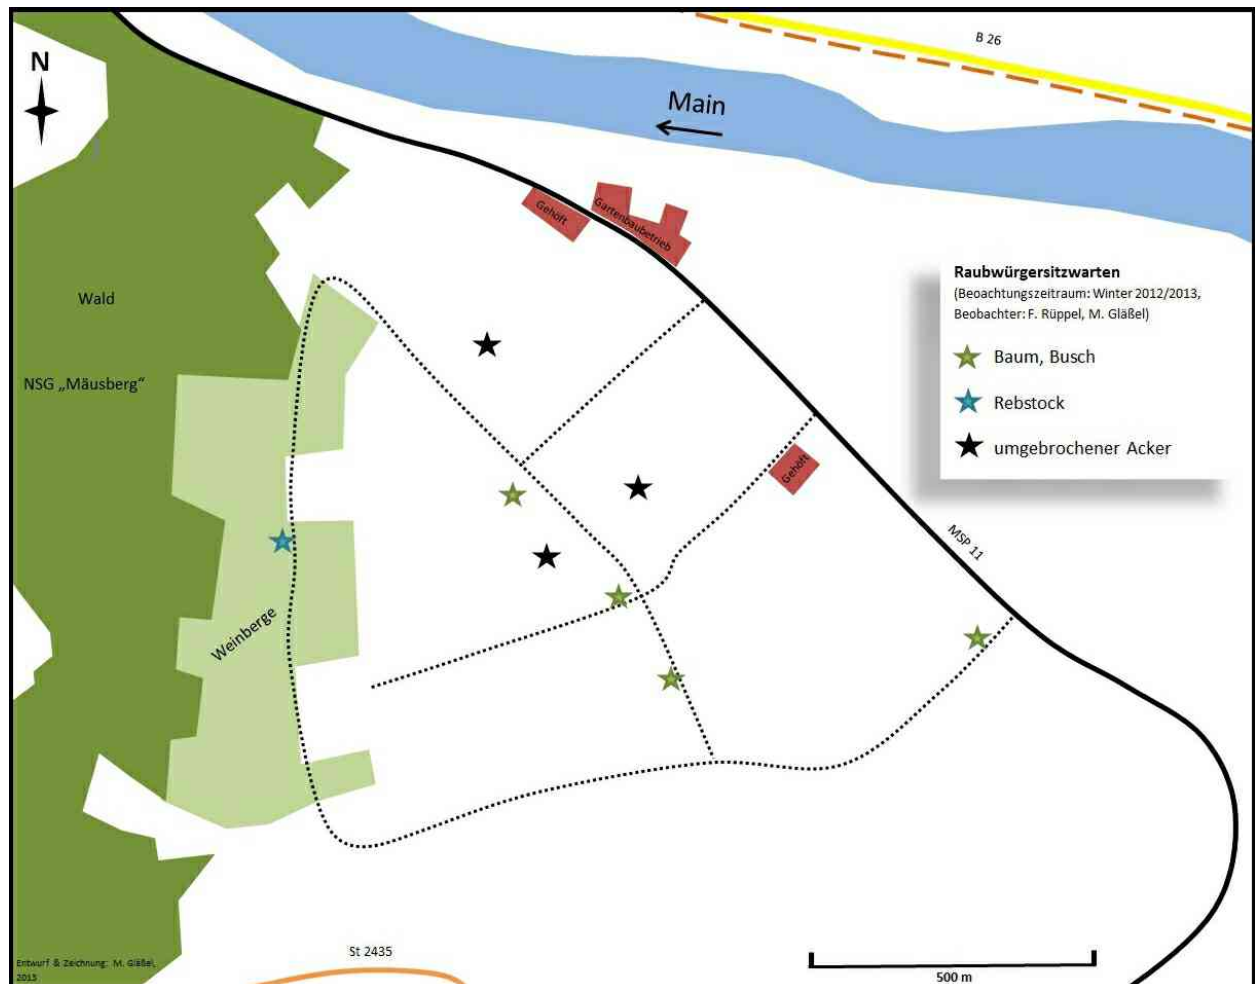 B 26
N
Main
Gehöft
Gartenbaubetrieb
Raubwürgersitzwarten
(Beoachtungszeitraum: Winter 2012/2013,
Beobachter: F. Rüppel, M. Gläßel)
Wald
Baum, Busch
NSG „Mäusberg“
Rebstock
umgebrochener Acker
Gehöft
MSP 11
Weinberge
St 2435
Entwurf & Zeichnung: M. Gläßel,
2013
500 m